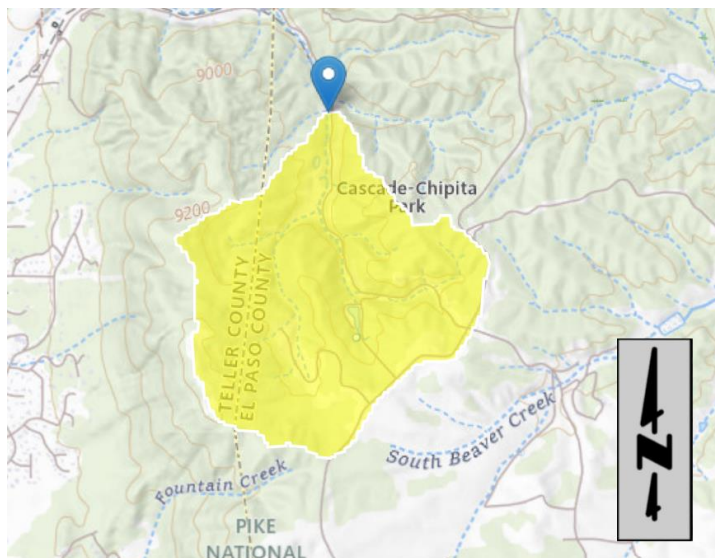 9000
Cascade-Chipita
Park
9200
TELLER COUNTY
EL PASO COUNTY
South Beaver Creek
Fountain Creek
PIKE
NATIONAL
N